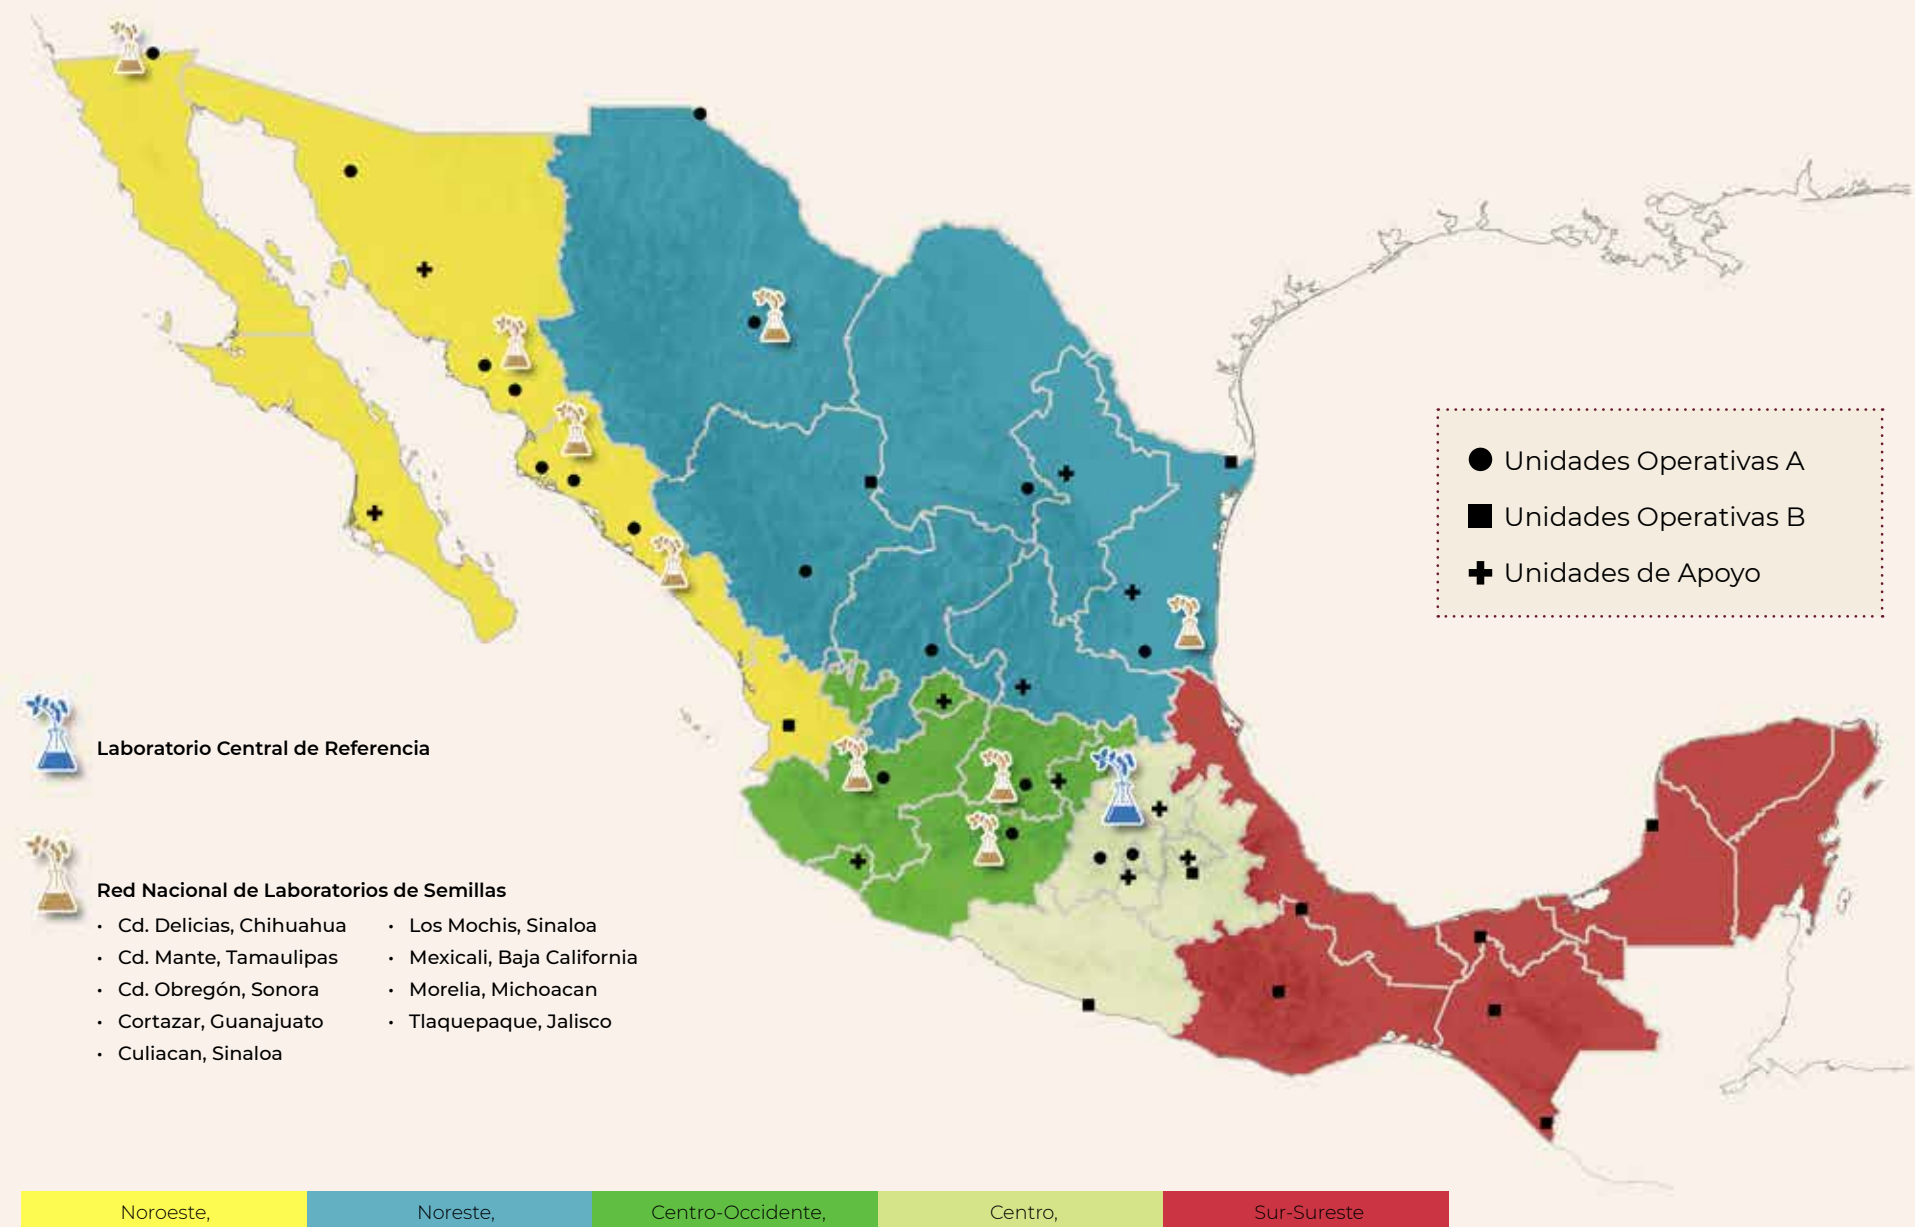 Unidades Operativas A
Unidades Operativas B
Unidades de Apoyo
Laboratorio Central de Referencia
Red Nacional de Laboratorios de Semillas
• Cd. Delicias, Chihuahua
• Cd. Mante, Tamaulipas
• Cd. Obregón, Sonora
• Cortazar, Guanajuato
• Culiacan, Sinaloa
• Los Mochis, Sinaloa
• Mexicali, Baja California
• Morelia, Michoacan
• Tlaquepaque, Jalisco
Noroeste,
Noreste,
Centro-Occidente,
Centro,
Sur-Sureste